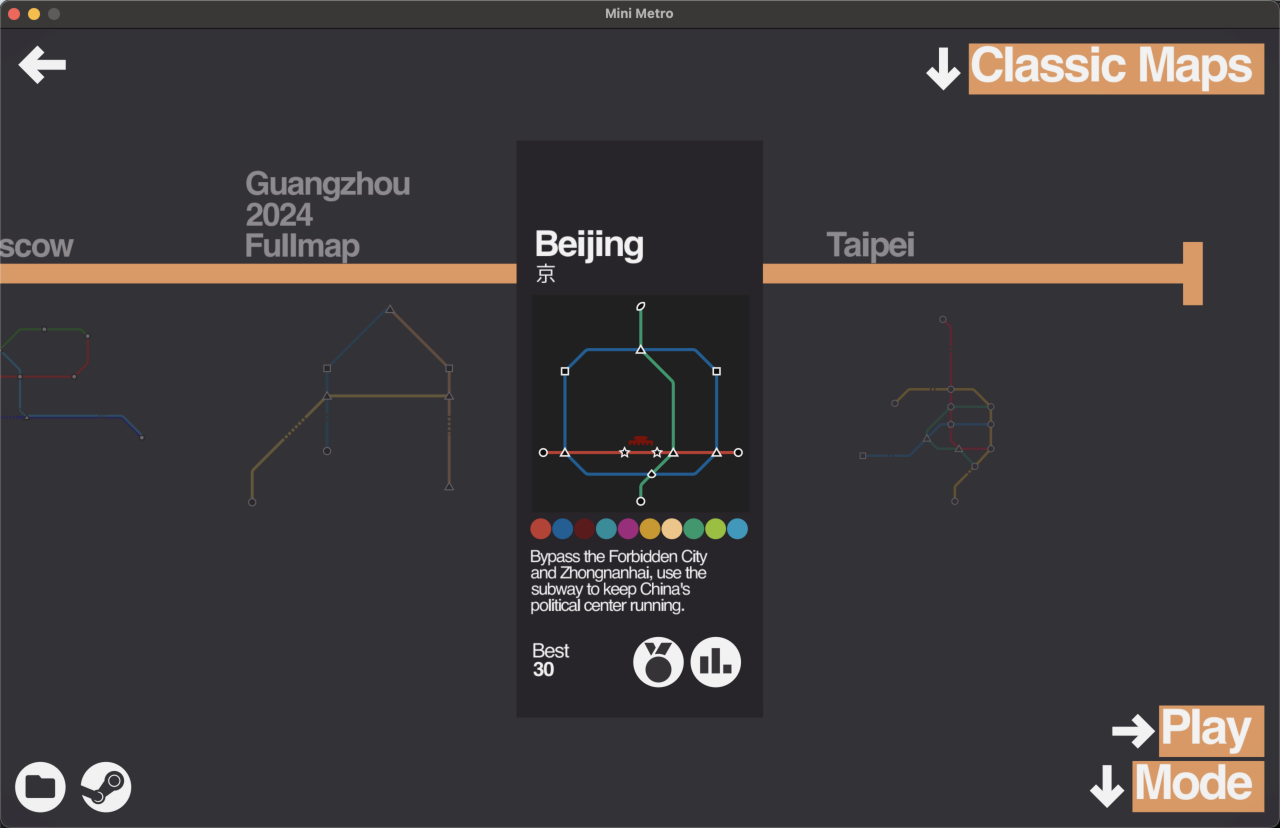 Mini Metro
Classic Maps
scow
Guangzhou
2024
Fullmap
Beijing
京
Taipei
Bypass the Forbidden City
and Zhongnanhai, use the
subway to keep China's
political center running.
Best
30
Play
Mode